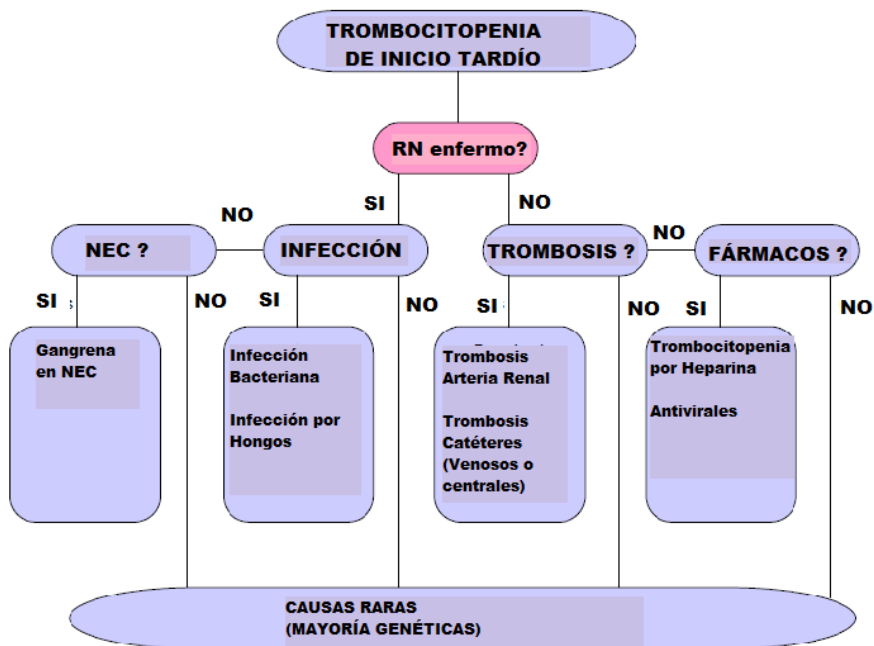 TROMBOCITOPENIA
DE INICIO TARDÍO
RN enfermo?
SI
NO
NO
NO
NEC ?
INFECCIÓN
TROMBOSIS ?
FÁRMACOS ?
SI
NO
SI
NO
SI
NO
SI
NO
Gangrena
en NEC
Infección
Bacteriana
Infección por
Hongos
Trombosis
Arteria Renal
Trombosis
Catéteres
(Venosos o
centrales)
Trombocitopenia
por Heparina
Antivirales
CAUSAS RARAS
(MAYORÍA GENÉTICAS)